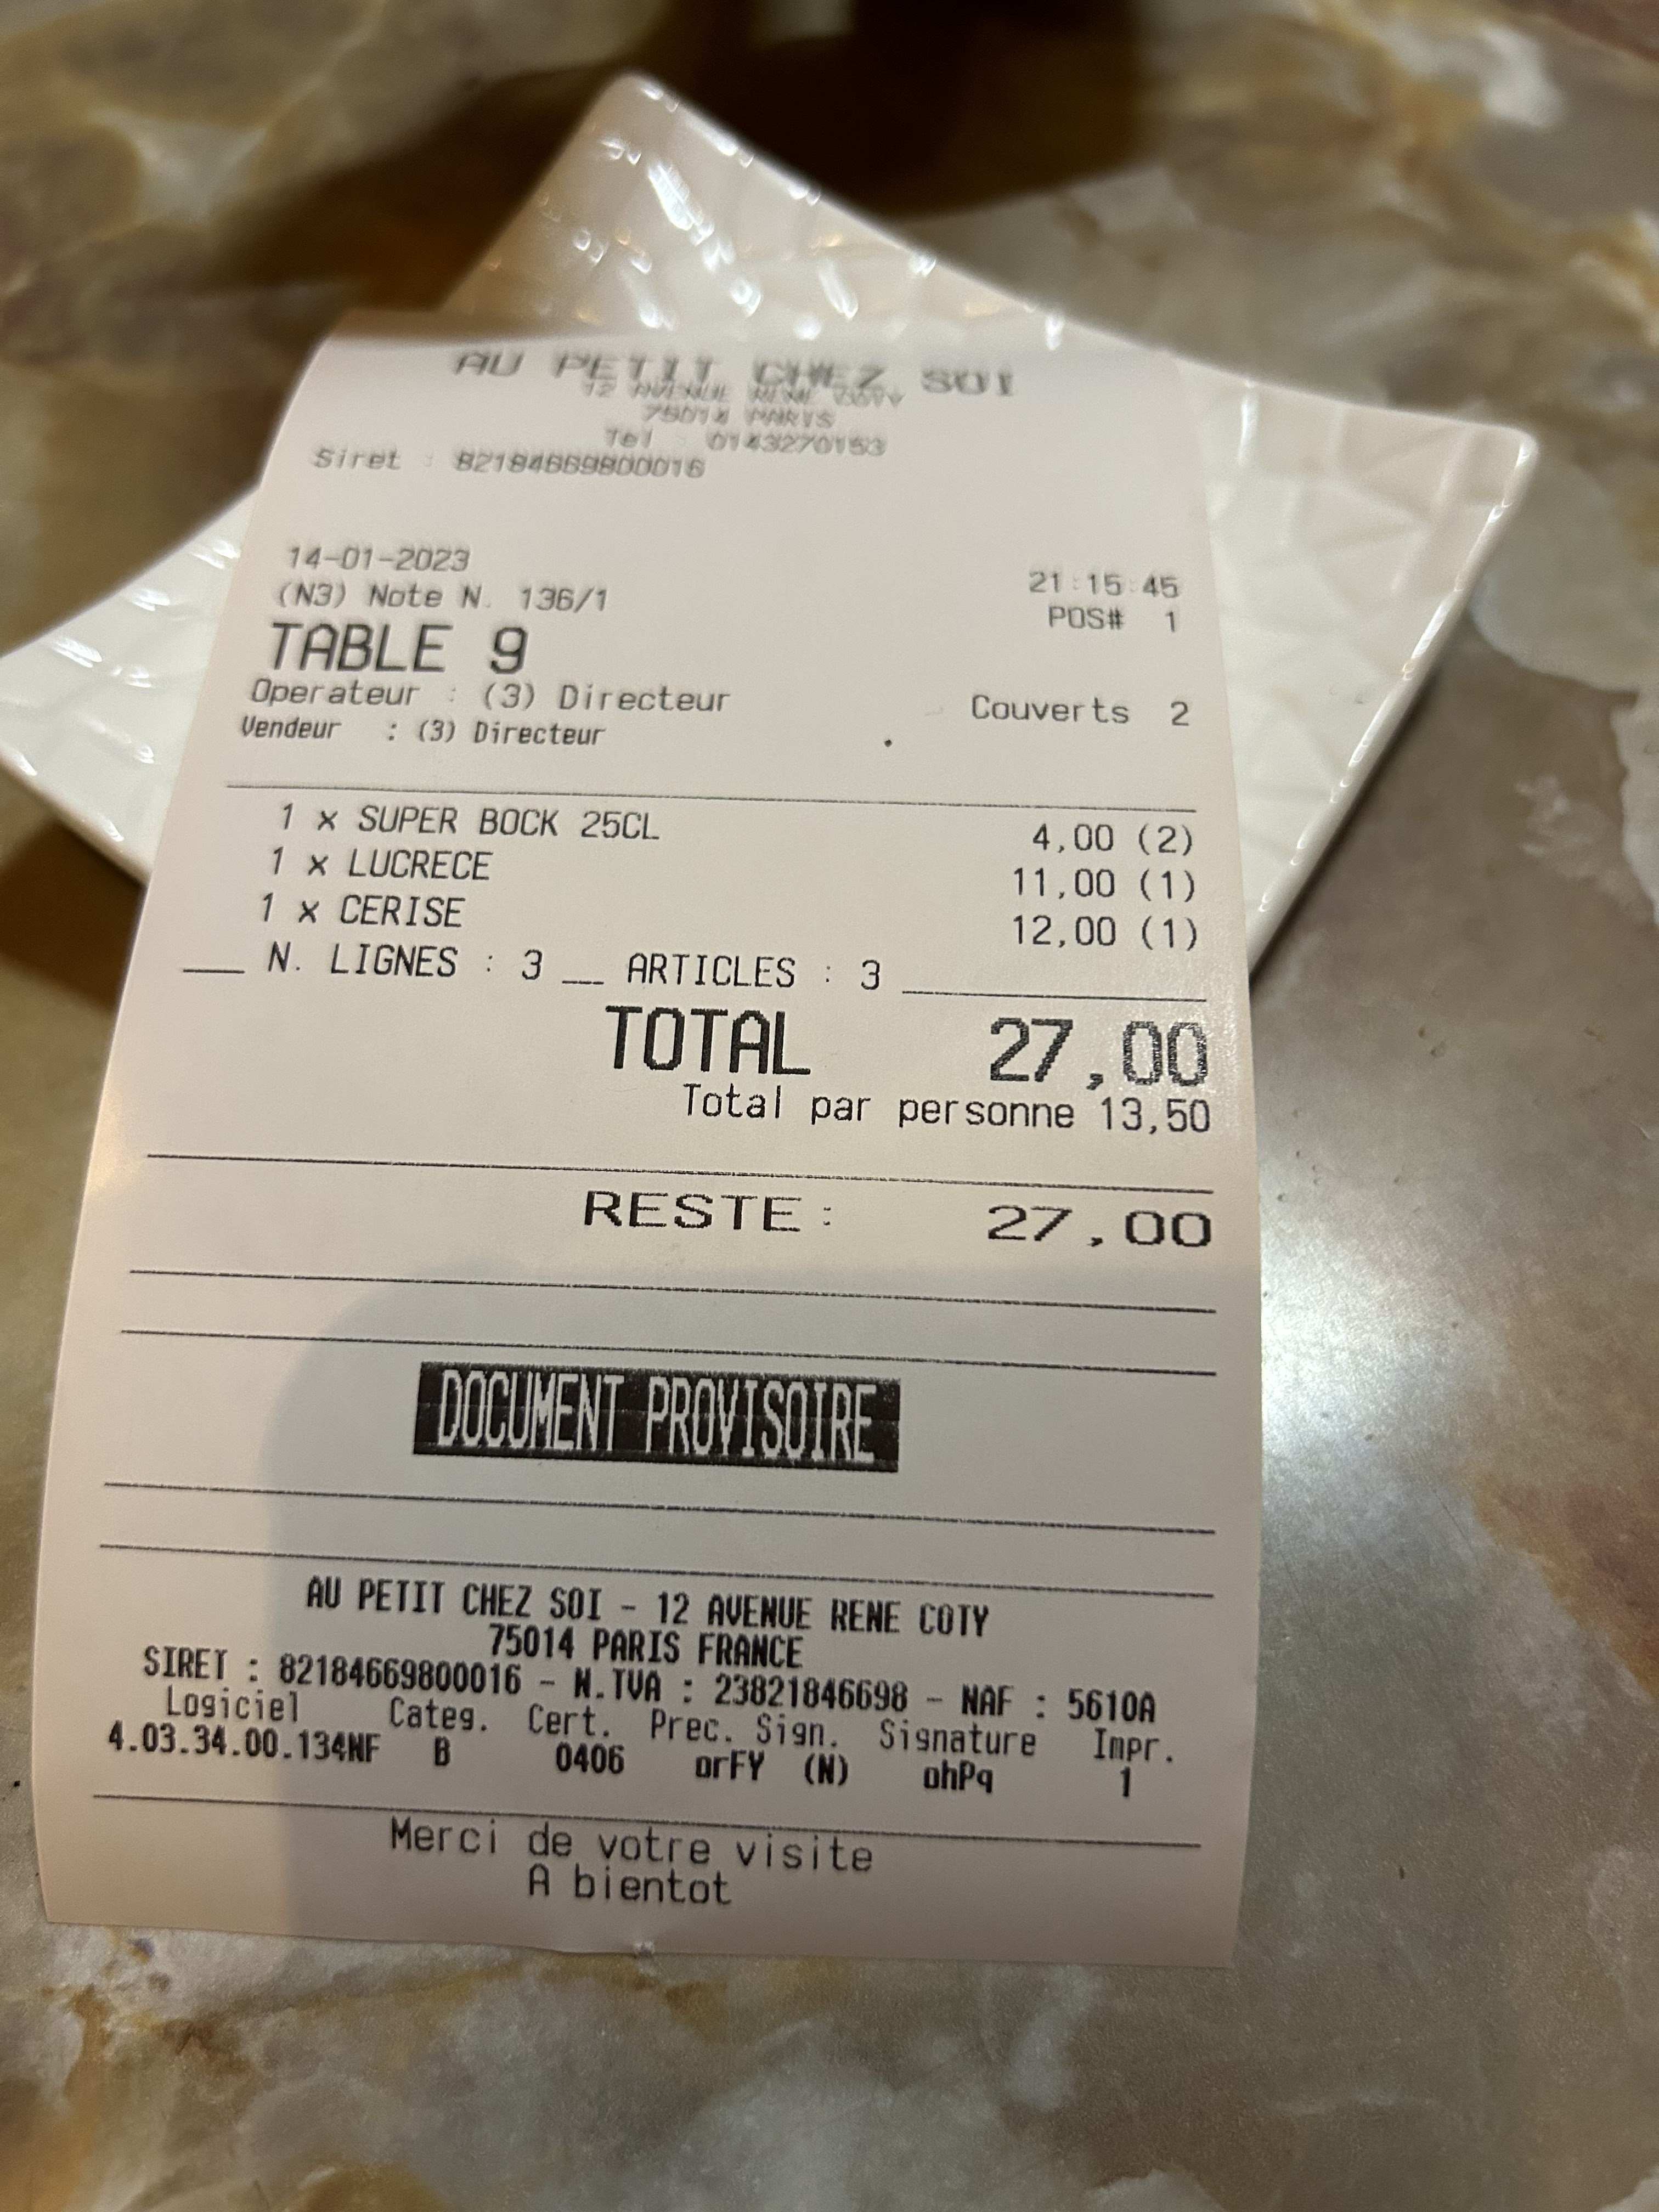 AU PETIT CHEZ SOI
12 AVENUE RENE COTY
75014 PARIS
Tel : 0143270153
Siret : 82184669800016
14-01-2023 21:15:45
(N3) Note N. 136/1 POS# 1
TABLE 9
Operateur : (3) Directeur Couverts 2
Vendeur : (3) Directeur
1 x SUPER BOCK 25CL 4,00 (2)
1 x LUCRECE 11,00 (1)
1 x CERISE 12,00 (1)
___ N. LIGNES : 3 __ ARTICLES : 3 ___
TOTAL 27,00
Total par personne 13,50
RESTE: 27,00
DOCUMENT PROVISOIRE
AU PETIT CHEZ SOI - 12 AVENUE RENE COTY
75014 PARIS FRANCE
SIRET : 82184669800016 - N.TVA : 23821846698 - NAF : 5610A
Logiciel Categ. Cert. Prec. Sign. Signature Impr.
4.03.34.00.134NF B 0406 orFY (N) ohPq 1
Merci de votre visite
A bientot